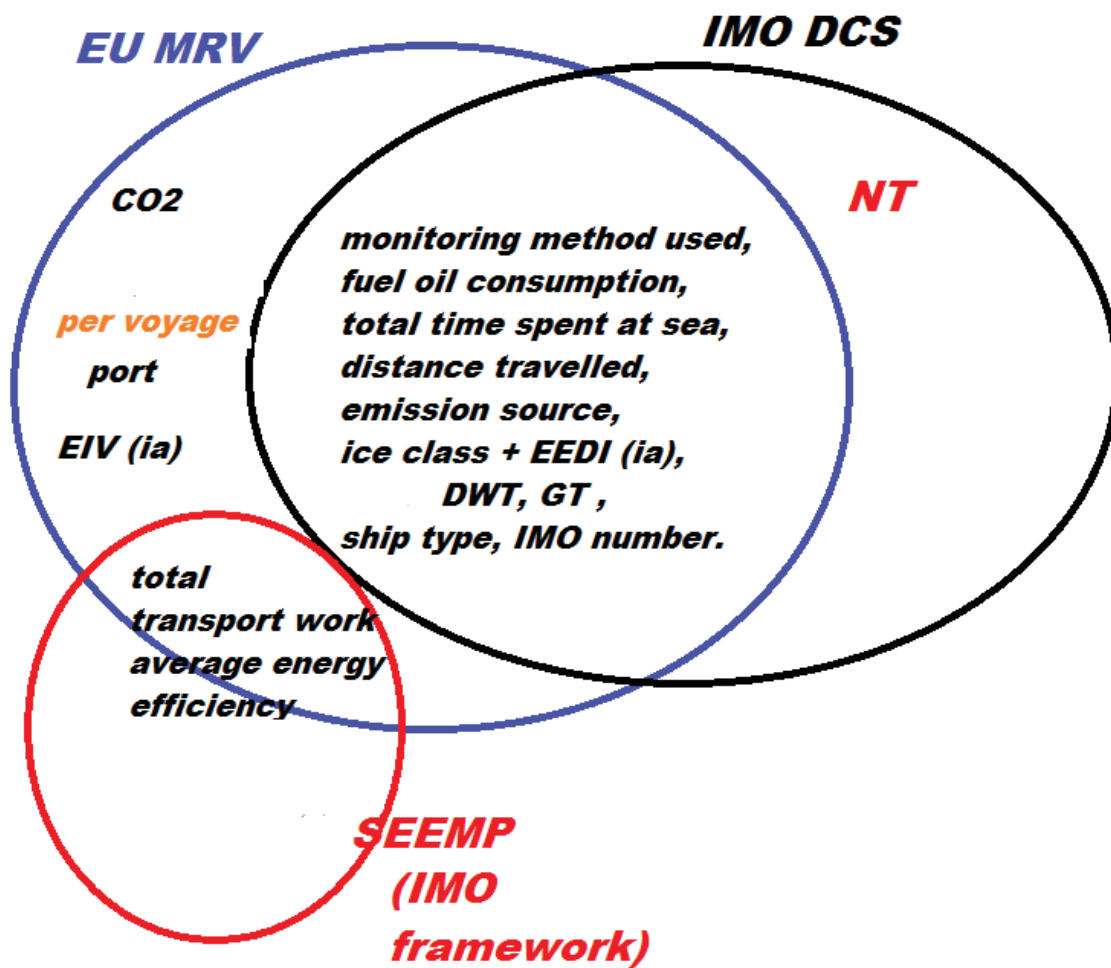 EU MRV
IMO DCS
CO2
NT
monitoring method used,
fuel oil consumption,
total time spent at sea,
distance travelled,
emission source,
ice class + EEDI (ia),
DWT, GT ,
ship type, IMO number.
per voyage
port
EIV (ia)
total
transport work
average energy
efficiency
SEEMP
(IMO
framework)